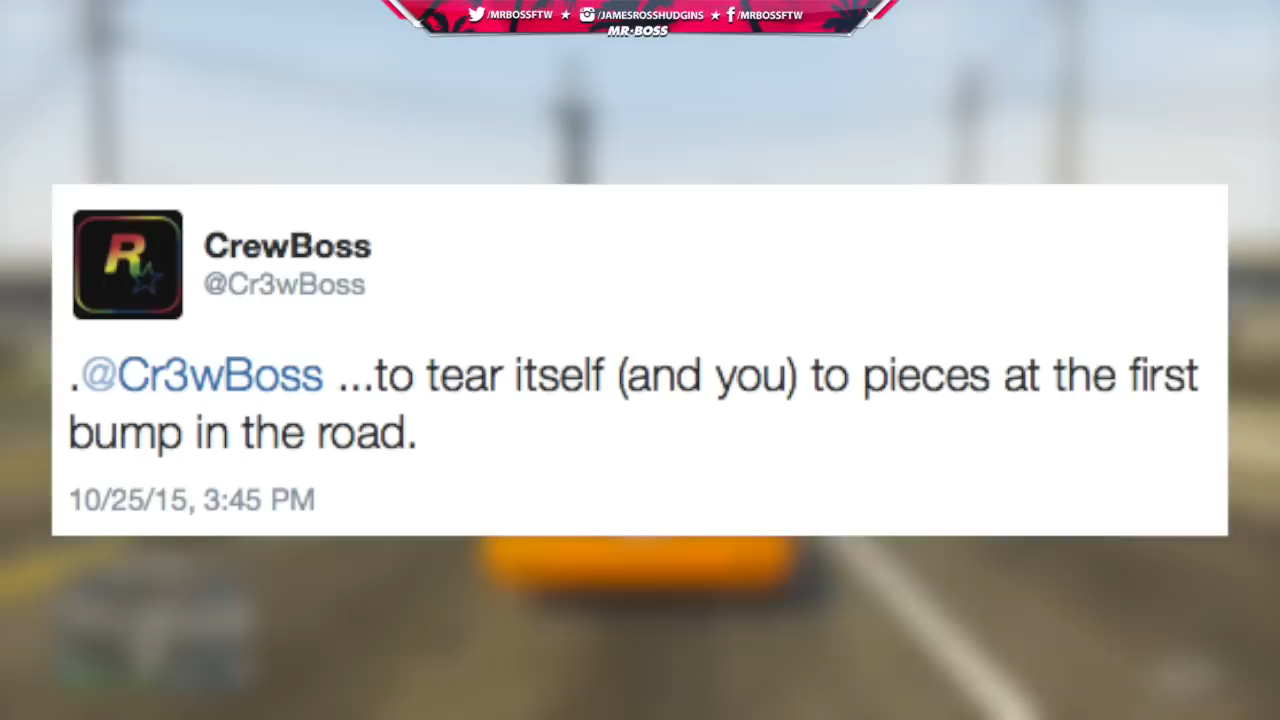 /MRBOSSFTW ★ /JAMESROSSHUDGINS ★ f/MRBOSSFTW
MR·BOSS
R
CrewBoss
@Cr3wBoss
.@Cr3wBoss ...to tear itself (and you) to pieces at the first
bump in the road.
10/25/15, 3:45 PM